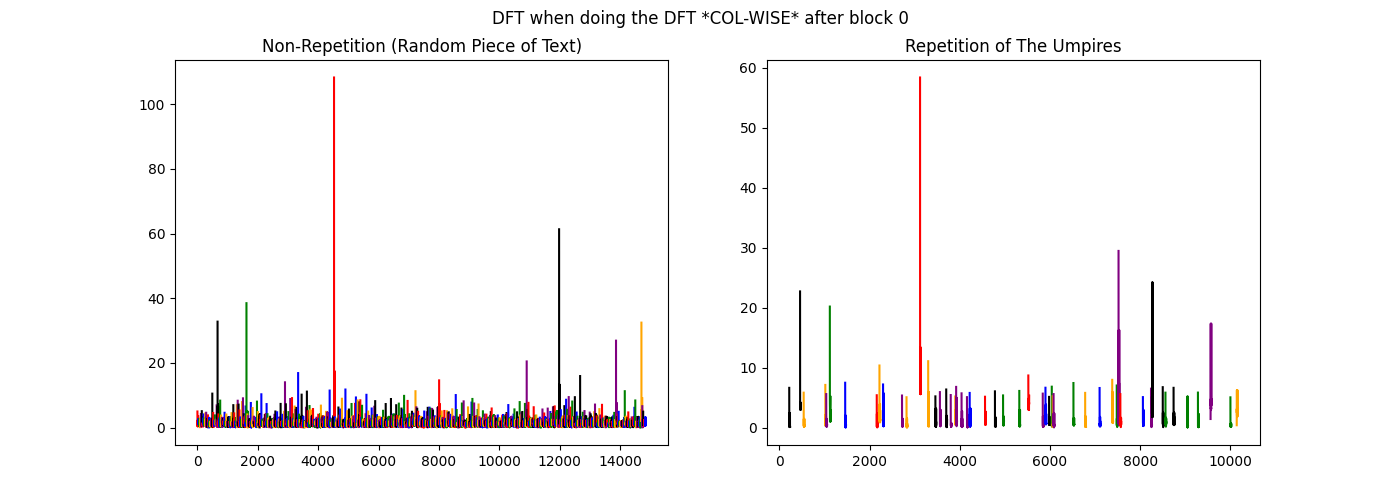 DFT when doing the DFT *COL-WISE* after block 0
Non-Repetition (Random Piece of Text)
100
80
60
40
20
0
0 2000 4000 6000 8000 10000 12000 14000
Repetition of The Umpires
60
50
40
30
20
10
0
0 2000 4000 6000 8000 10000